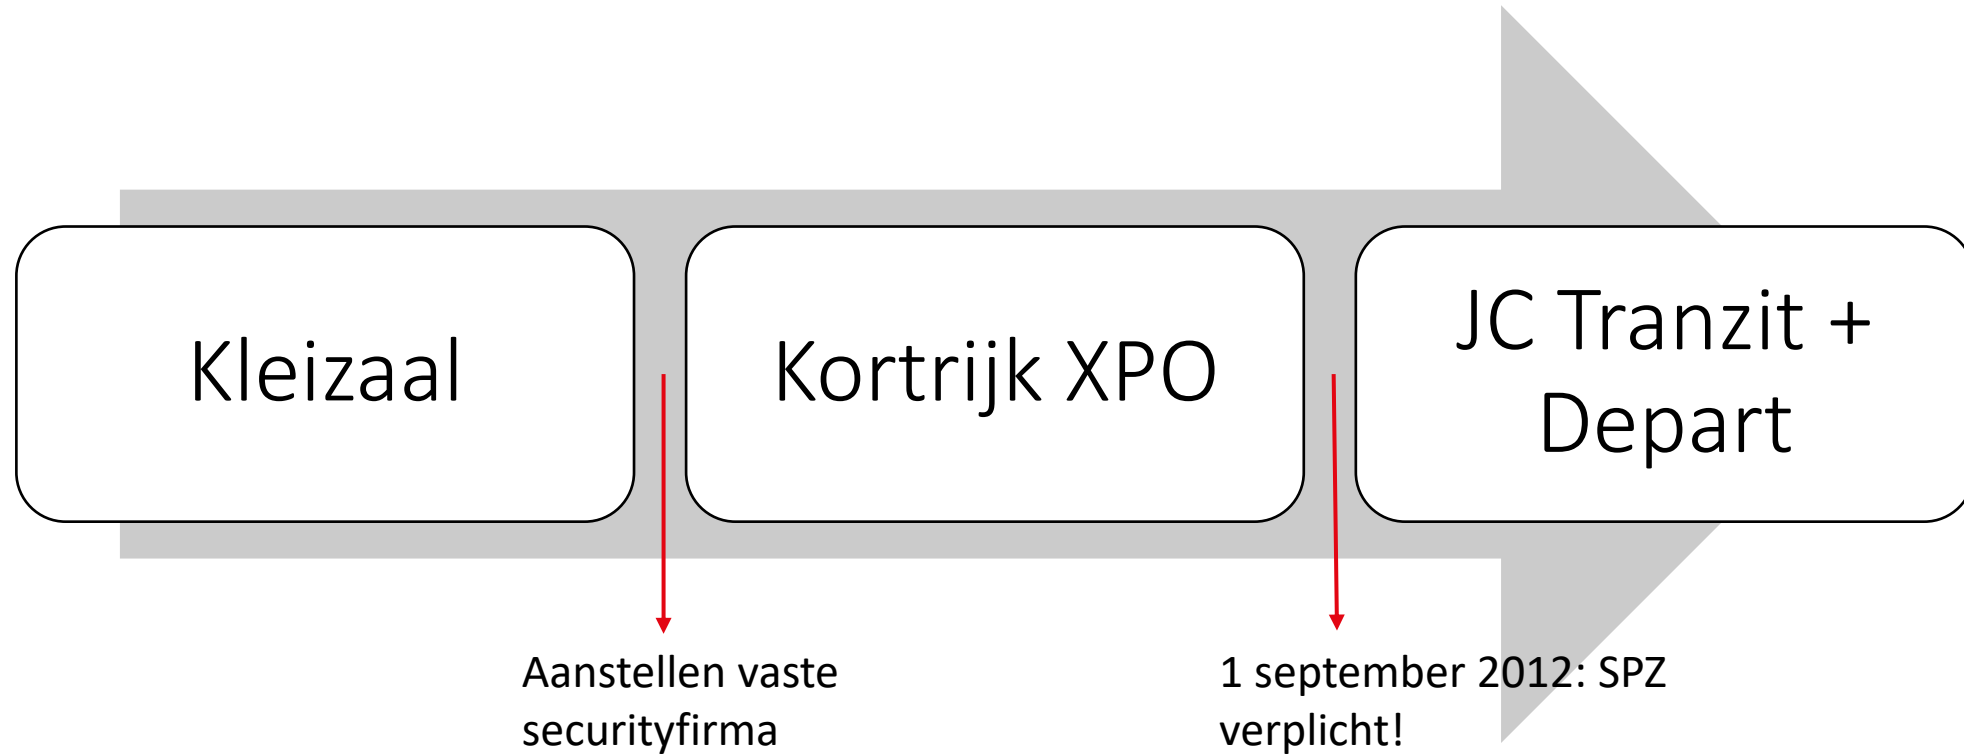 Kleizaal
Kortrijk XPO
JC Tranzit +
Depart
Aanstellen vaste
securityfirma
1 september 2012: SPZ
verplicht!